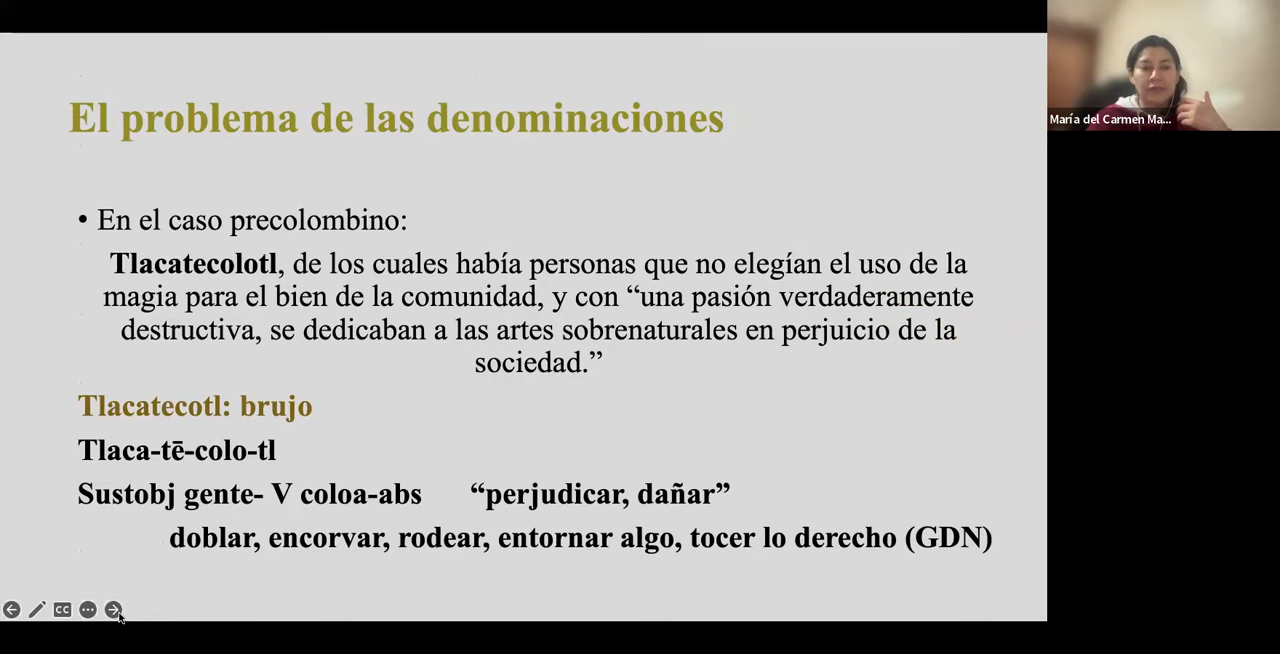 El problema de las denominaciones
• En el caso precolombino:
Tlacatecolotl, de los cuales había personas que no elegían el uso de la
magia para el bien de la comunidad, y con “una pasión verdaderamente
destructiva, se dedicaban a las artes sobrenaturales en perjuicio de la
sociedad.”
Tlacatecotl: brujo
Tlaca-tē-colo-tl
Sustobj gente- V coloa-abs “perjudicar, dañar”
doblar, encorvar, rodear, entornar algo, tocer lo derecho (GDN)
CC
María del Carmen Ma...